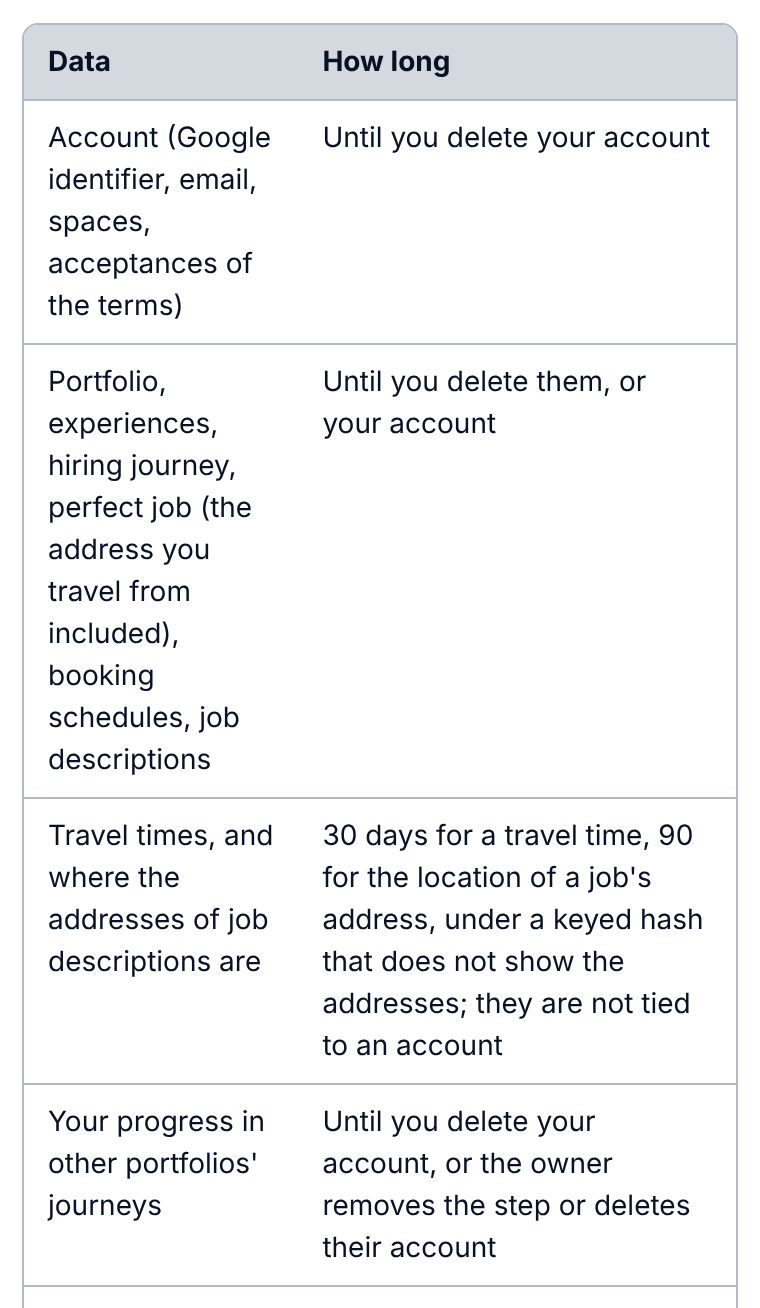 Data How long
Account (Google Until you delete your account
identifier, email,
spaces,
acceptances of
the terms)
Portfolio, Until you delete them, or
experiences, your account
hiring journey,
perfect job (the
address you
travel from
included),
booking
schedules, job
descriptions
Travel times, and 30 days for a travel time, 90
where the for the location of a job's
addresses of job address, under a keyed hash
descriptions are that does not show the
addresses; they are not tied
to an account
Your progress in Until you delete your
other portfolios' account, or the owner
journeys removes the step or deletes
their account